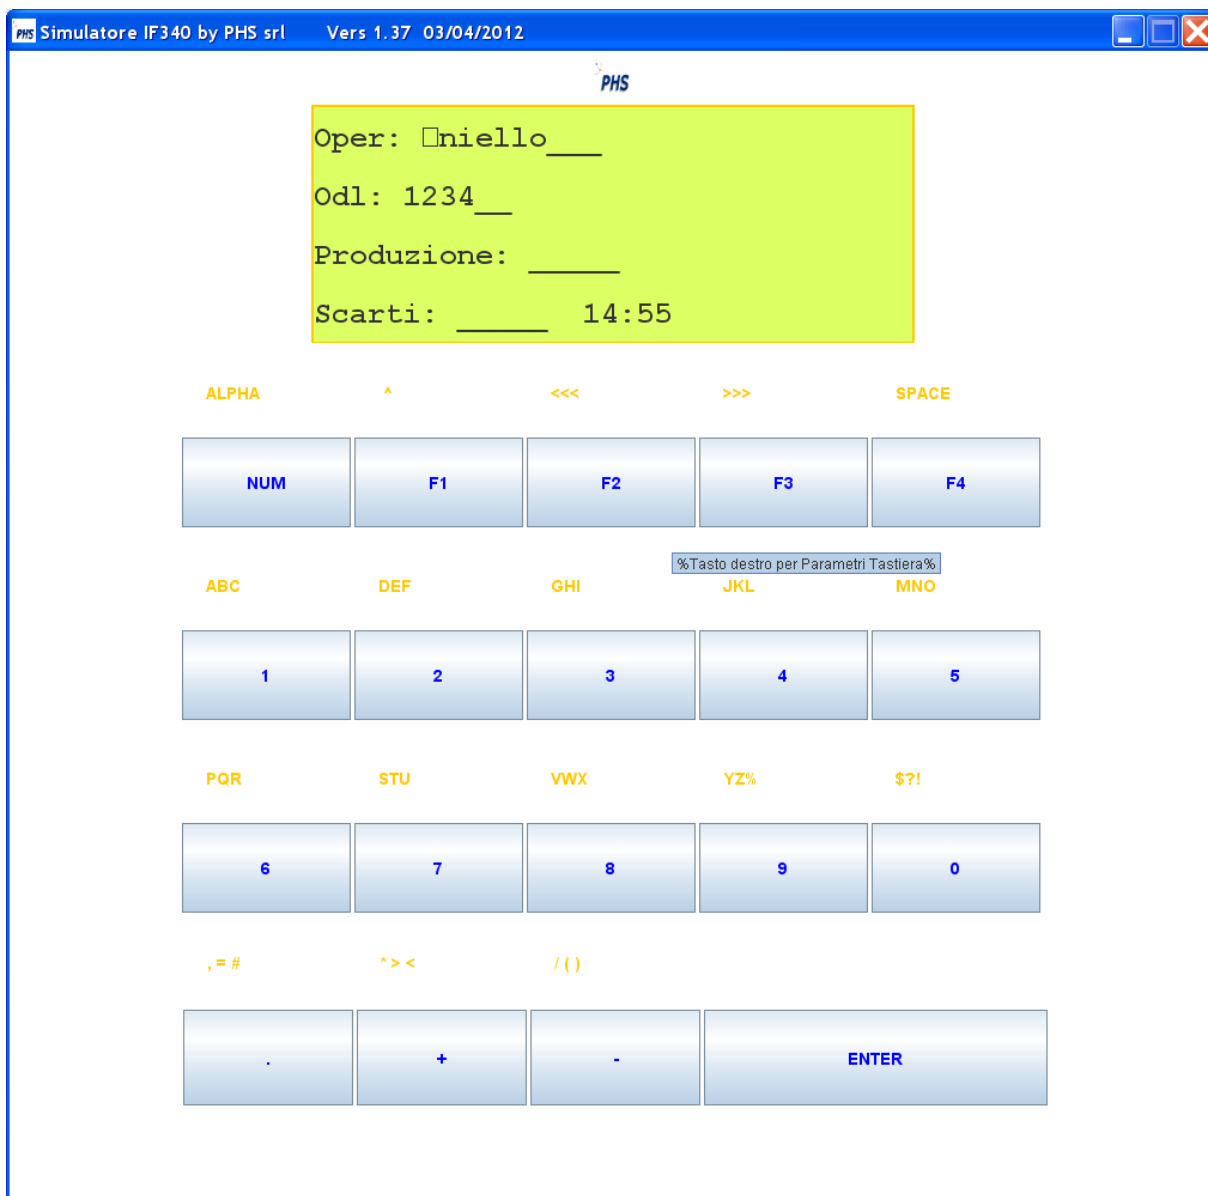 PHS Simulatore IF340 by PHS srl Vers 1.37 03/04/2012
PHS
Oper: □niello___
Odl: 1234__
Produzione: _____
Scarti: _____ 14:55
ALPHA ^ <<< >>> SPACE
NUM F1 F2 F3 F4
%Tasto destro per Parametri Tastiera%
ABC DEF GHI JKL MNO
1 2 3 4 5
PQR STU VWX YZ% $?!
6 7 8 9 0
, = # * > < / ( )
. + - ENTER